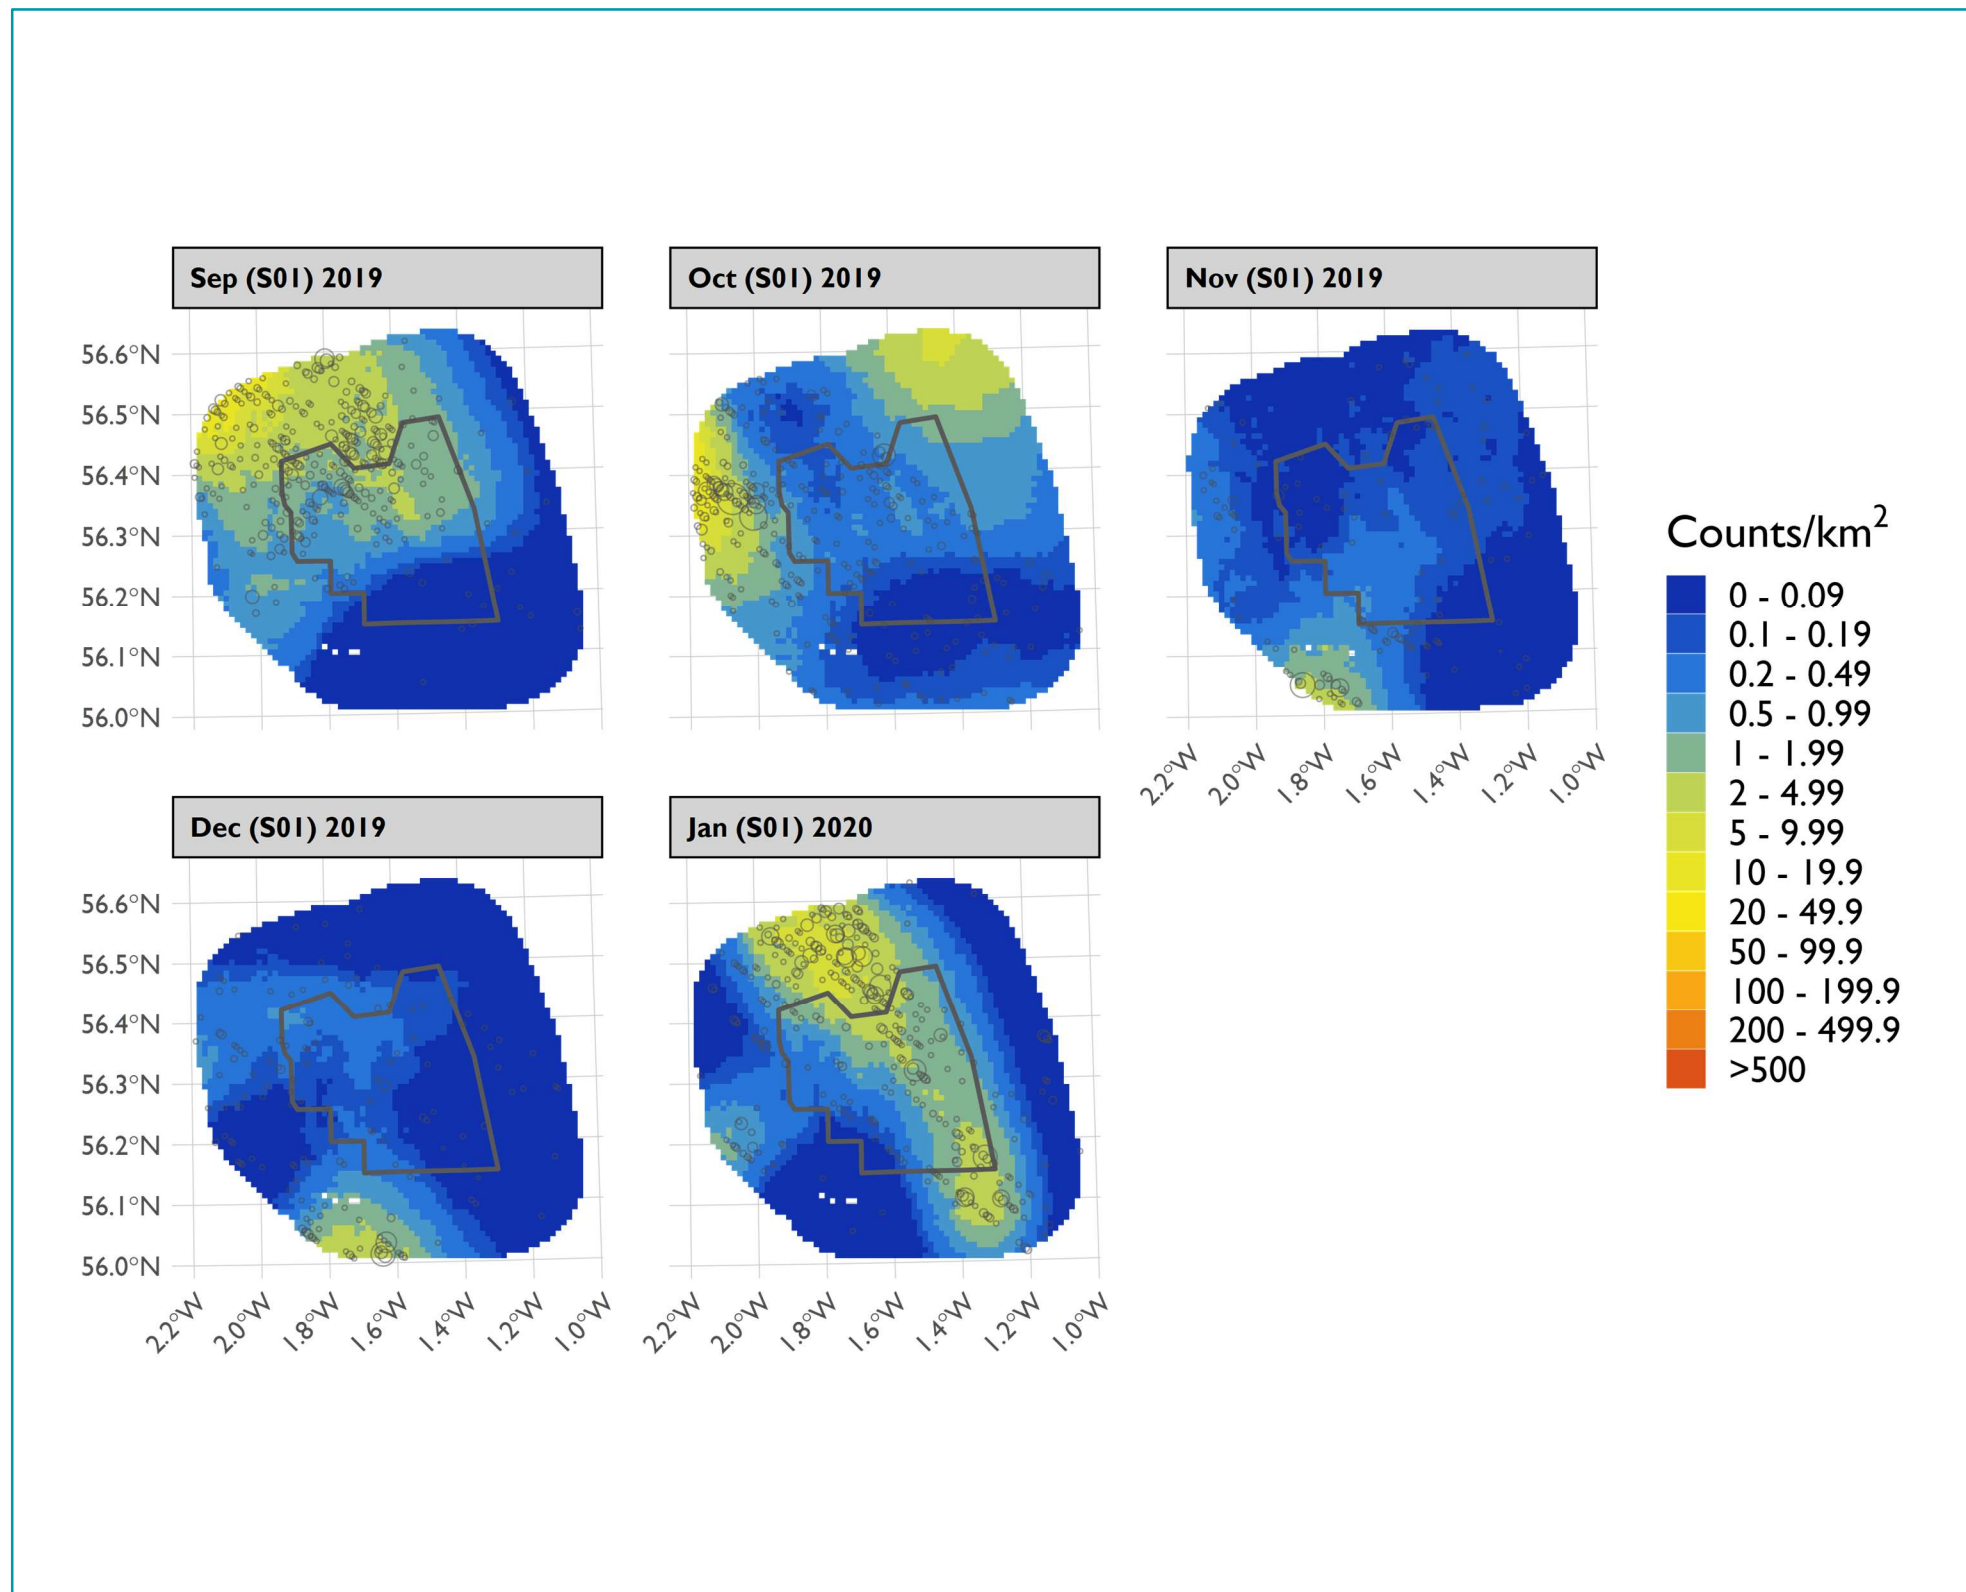 Sep (S01) 2019
Oct (S01) 2019
Nov (S01) 2019
56.6°N
56.5°N
56.4°N
56.3°N
56.2°N
56.1°N
56.0°N
2.2°W
2.0°W
1.8°W
1.6°W
1.4°W
1.2°W
1.0°W
Dec (S01) 2019
Jan (S01) 2020
56.6°N
56.5°N
56.4°N
56.3°N
56.2°N
56.1°N
56.0°N
2.2°W
2.0°W
1.8°W
1.6°W
1.4°W
1.2°W
1.0°W
2.2°W
2.0°W
1.8°W
1.6°W
1.4°W
1.2°W
1.0°W
Counts/km²
0 - 0.09
0.1 - 0.19
0.2 - 0.49
0.5 - 0.99
1 - 1.99
2 - 4.99
5 - 9.99
10 - 19.9
20 - 49.9
50 - 99.9
100 - 199.9
200 - 499.9
>500